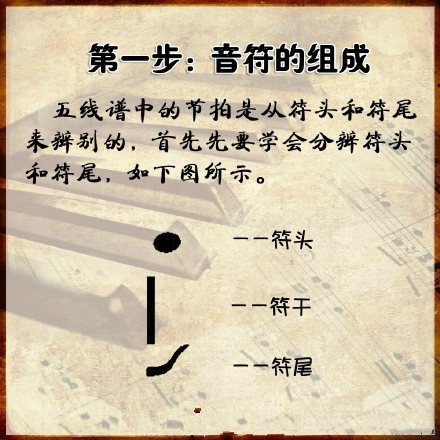 第一步：音符的组成
五线谱中的节拍是从符头和符尾
来辨别的，首先先要学会分辨符头
和符尾，如下图所示。
——符头
——符干
——符尾